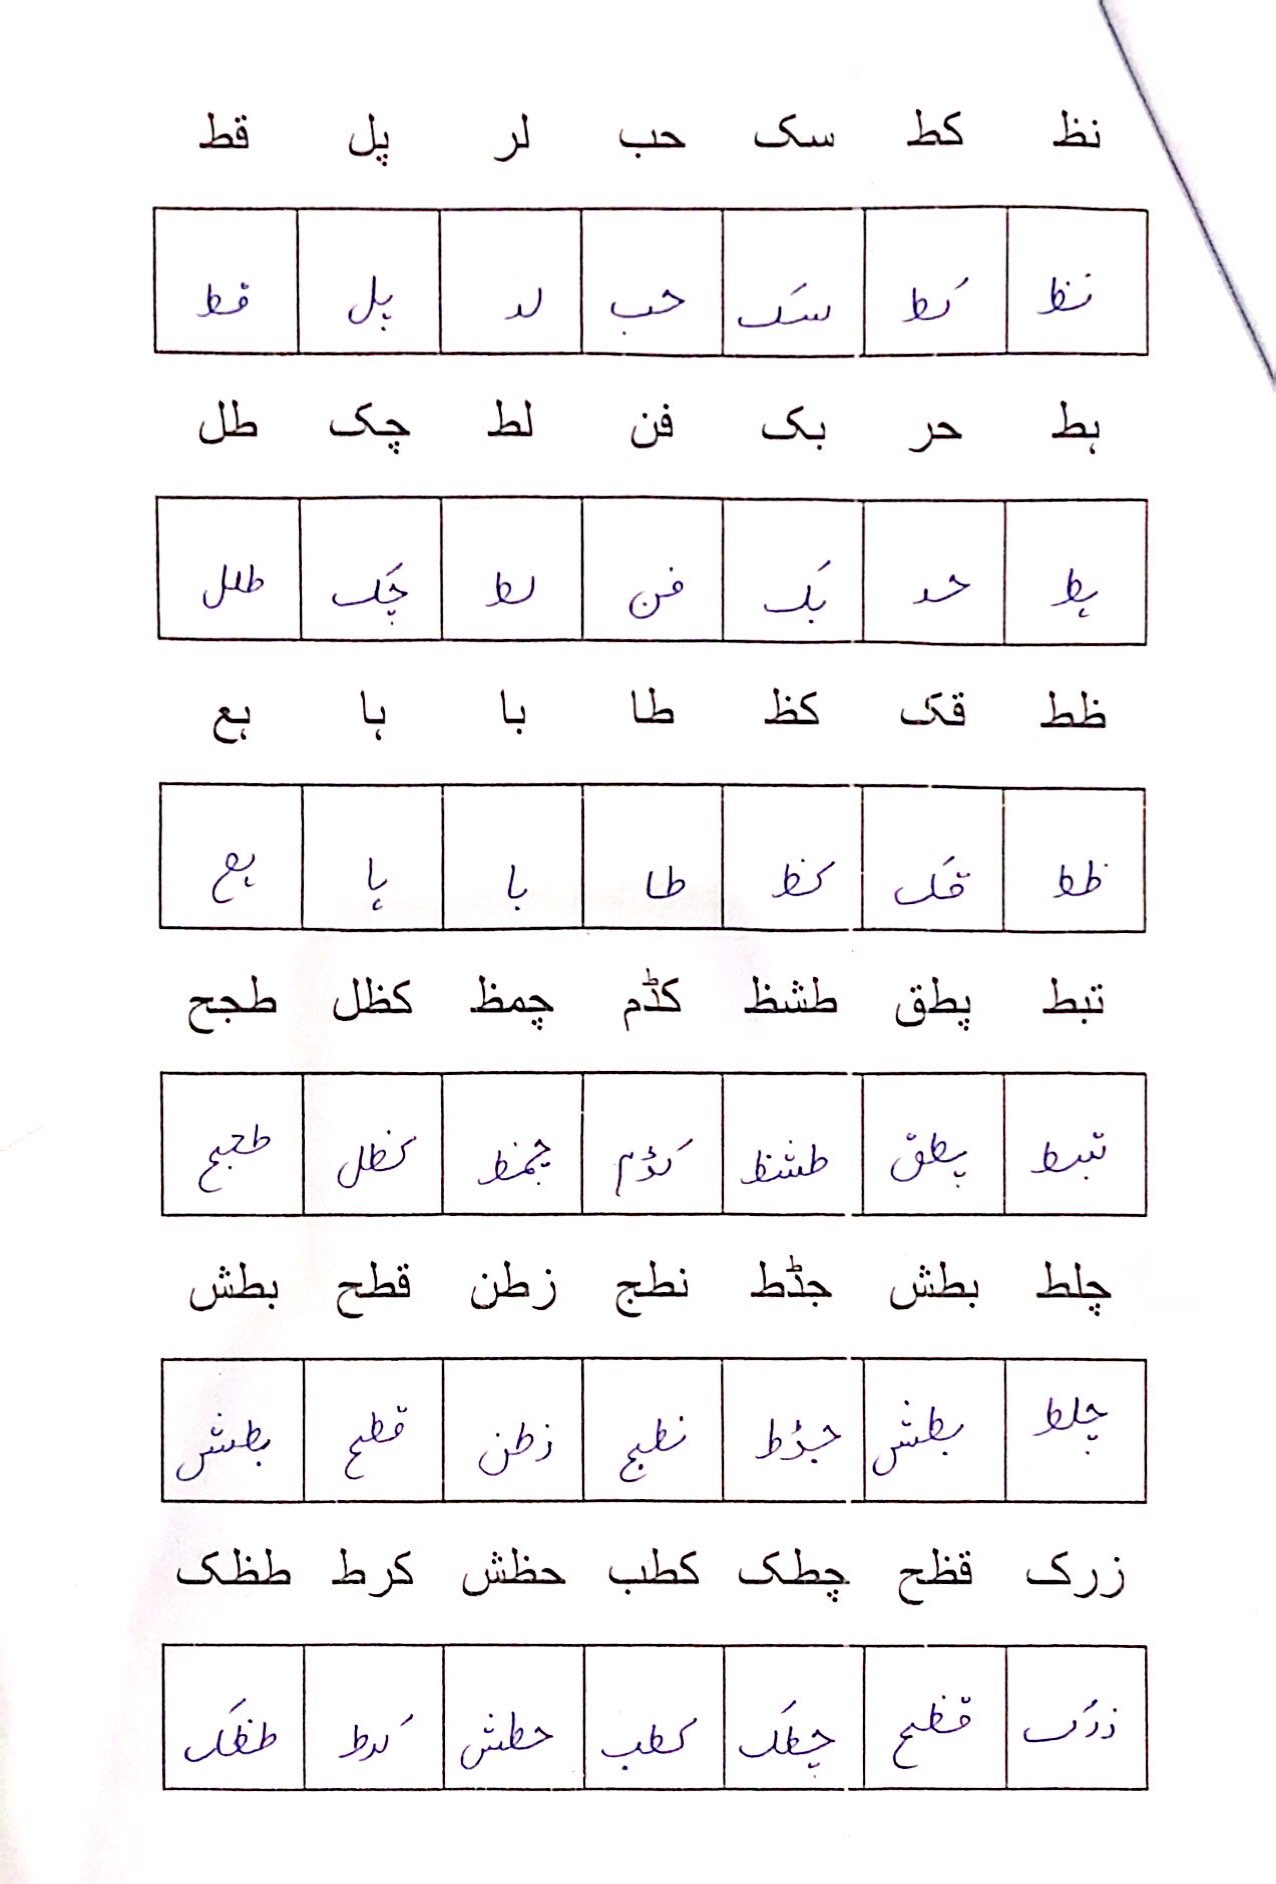 نظ کط سک حب لر پل قط
نظ کط سک حب لر پل قط
ہط حر بک فن لط چک طل
ہط حر بک فن لط چک طل
ظط قک کظ طا با ہا ہع
ظط قک کظ طا با ہا ہع
تبط پطق طشظ کڈم چمظ کظل طجح
تبط پطق طشظ کڈم چمظ کظل طجح
چلط بطش جڈط نطج زطن قطح بطش
چلط بطش جڈط نطج زطن قطح بطش
زرک قظح چطک کطب حظش کرط طظک
زرک قظح چطک کطب حظش کرط طظک